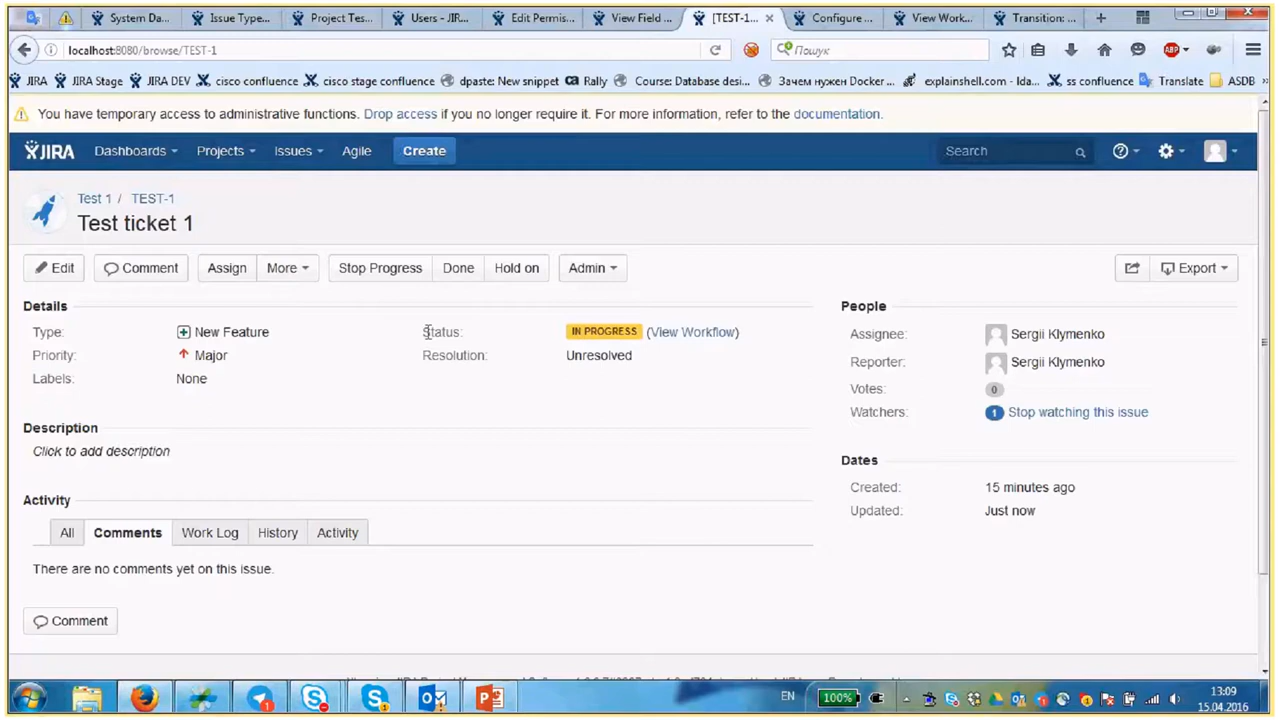 System Da...
Issue Type...
Project Tes...
Users - JIR...
Edit Permis...
View Field ...
[TEST-1...
Configure ...
View Work...
Transition: ...
localhost:8080/browse/TEST-1
Пошук
ABP
JIRA
JIRA Stage
JIRA DEV
cisco confluence
cisco stage confluence
dpaste: New snippet
ca Rally
Course: Database desi...
Зачем нужен Docker ...
explainshell.com - Ida...
ss confluence
Translate
ASDB
You have temporary access to administrative functions. Drop access if you no longer require it. For more information, refer to the documentation.
JIRA
Dashboards
Projects
Issues
Agile
Create
Search
Test 1 / TEST-1
Test ticket 1
Edit
Comment
Assign
More
Stop Progress
Done
Hold on
Admin
Export
Details
Type: New Feature
Status: IN PROGRESS (View Workflow)
Priority: Major
Resolution: Unresolved
Labels: None
Description
Click to add description
Activity
All
Comments
Work Log
History
Activity
There are no comments yet on this issue.
Comment
People
Assignee: Sergii Klymenko
Reporter: Sergii Klymenko
Votes: 0
Watchers: 1 Stop watching this issue
Dates
Created: 15 minutes ago
Updated: Just now
EN
100%
13:09
15.04.2016